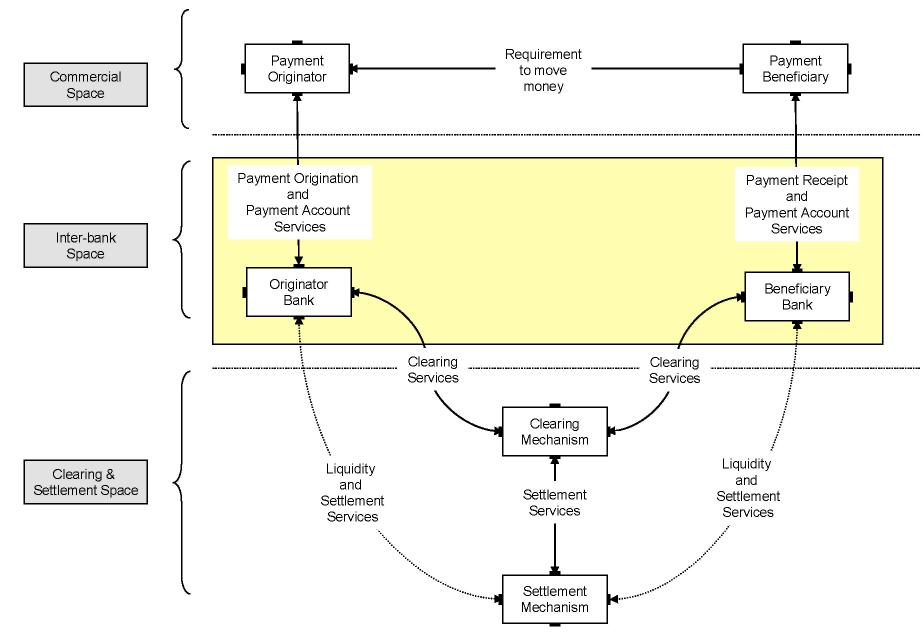 Commercial
Space
Payment
Originator
Requirement
to move
money
Payment
Beneficiary
Inter-bank
Space
Payment Origination
and
Payment Account
Services
Payment Receipt
and
Payment Account
Services
Originator
Bank
Beneficiary
Bank
Clearing
Services
Clearing
Services
Clearing &
Settlement Space
Clearing
Mechanism
Liquidity
and
Settlement
Services
Settlement
Services
Liquidity
and
Settlement
Services
Settlement
Mechanism